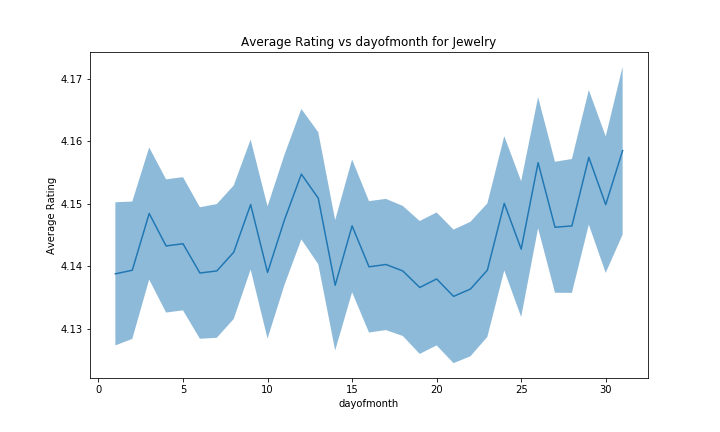 Average Rating vs dayofmonth for Jewelry
4.17
4.16
4.15
4.14
4.13
Average Rating
0 5 10 15 20 25 30
dayofmonth